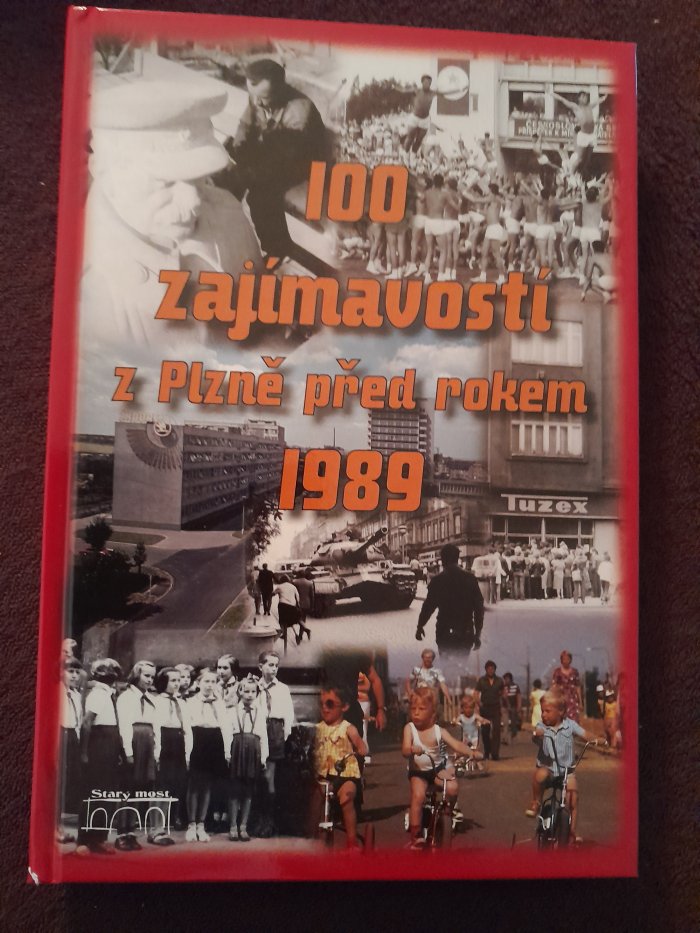 100
zajímavostí
z Plzně před rokem
1989
Tuzex
Starý most